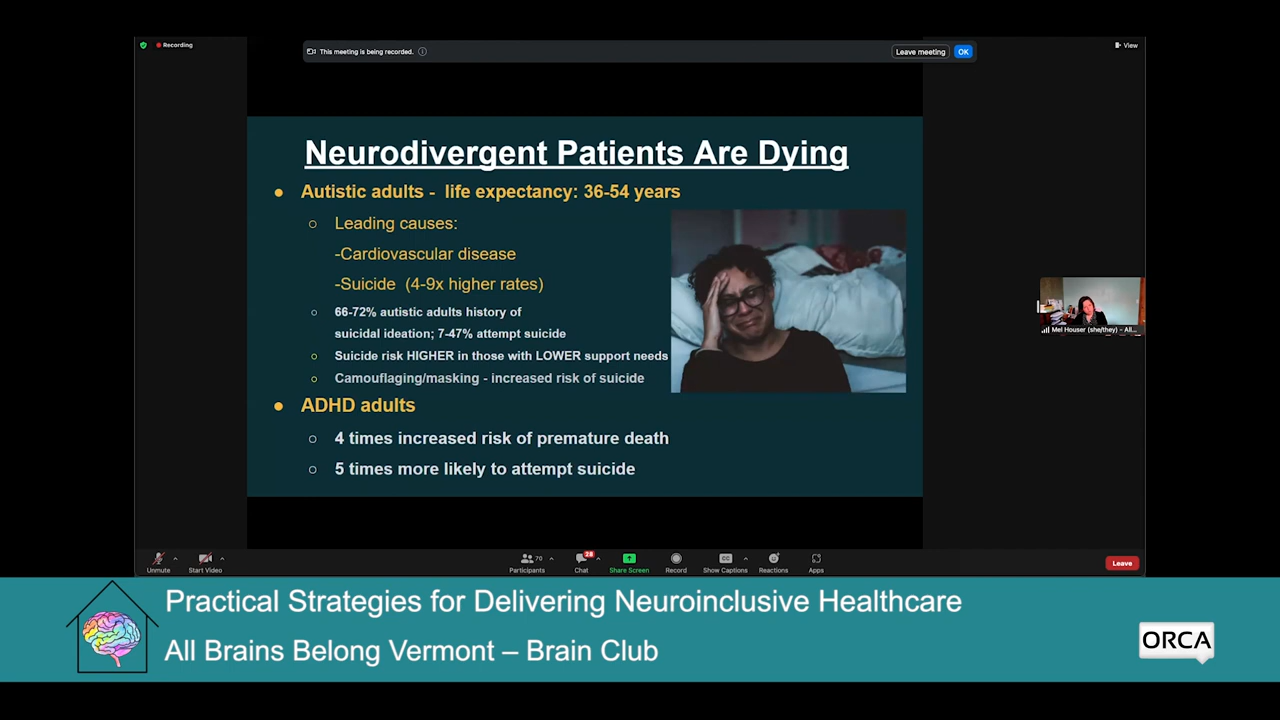 Recording
This meeting is being recorded.
Leave meeting
OK
View
Neurodivergent Patients Are Dying
Autistic adults - life expectancy: 36-54 years
Leading causes:
-Cardiovascular disease
-Suicide (4-9x higher rates)
66-72% autistic adults history of
suicidal ideation; 7-47% attempt suicide
Suicide risk HIGHER in those with LOWER support needs
Camouflaging/masking - increased risk of suicide
ADHD adults
4 times increased risk of premature death
5 times more likely to attempt suicide
Mel Houser (she/they) - All...
70
28
CC
Unmute
Start Video
Participants
Chat
Share Screen
Record
Show Captions
Reactions
Apps
Leave
Practical Strategies for Delivering Neuroinclusive Healthcare
All Brains Belong Vermont – Brain Club
ORCA